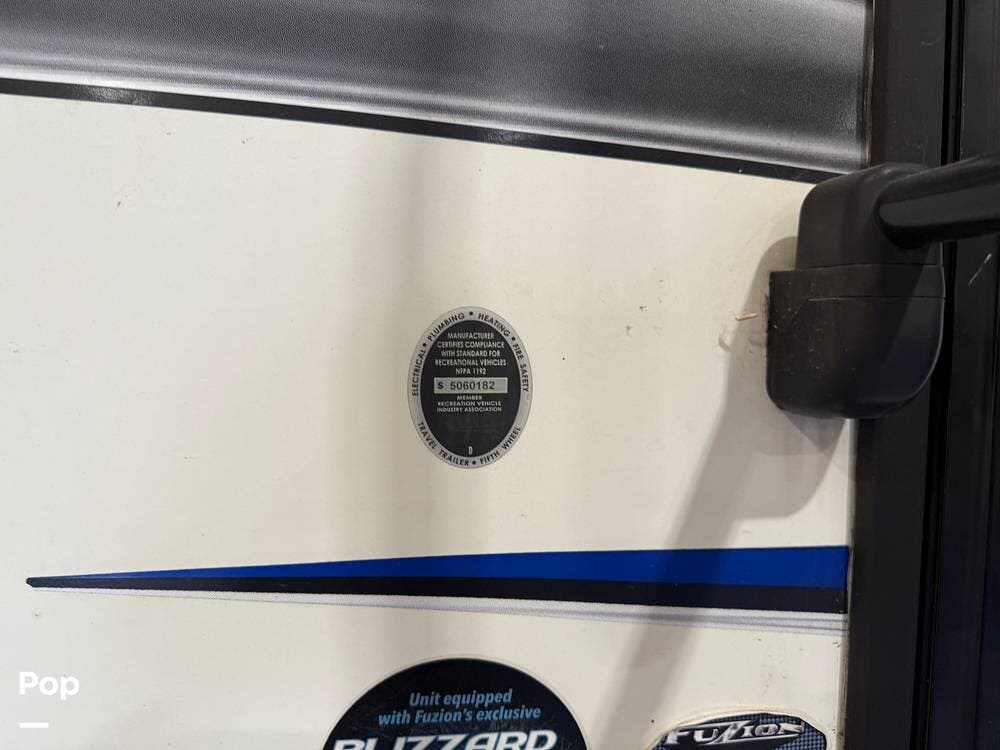 ELECTRICAL • PLUMBING • HEATING • FIRE SAFETY
MANUFACTURER
CERTIFIES COMPLIANCE
WITH STANDARD FOR
RECREATIONAL VEHICLES
NFPA 1192
S 5060182
MEMBER
RECREATION VEHICLE
INDUSTRY ASSOCIATION
D
TRAVEL TRAILER • FIFTH WHEEL
Unit equipped
with Fuzion's exclusive
BLIZZARD
FUZION
Pop